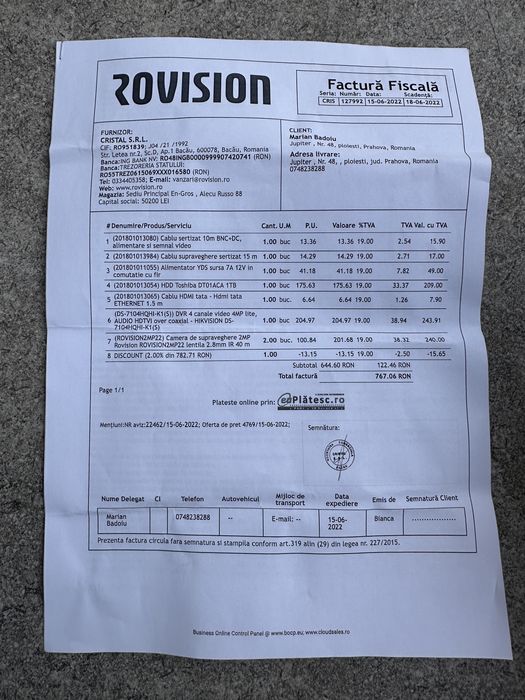 ROVISION
Factură Fiscală
Seria: Număr: Data: Scadentă:
CRIS 127992 15-06-2022 18-06-2022
FURNIZOR:
CRISTAL S.R.L.
CIF: RO951839; J04 /21 /1992
Str. Letea nr.2, Sc.D, Ap.1 Bacău, 600078, Bacău, Romania
Banca:ING BANK NV: RO48INGB0000999907420741 (RON)
Banca:TREZORERIA STATULUI:
RO55TREZ0615069XXX016580 (RON)
Tel: 0334405358; E-mail: vanzari@rovision.ro
Web: www.rovision.ro
Magazia: Sediu Principal En-Gros , Alecu Russo 88
Capital social: 50200 LEI
CLIENT:
Marian Badoiu
Jupiter , Nr. 48, ploiesti, Prahova, Romania
Adresa livrare:
Jupiter , Nr. 48, , ploiesti, jud. Prahova, Romania
0748238288
# Denumire/Produs/Serviciu Cant. U.M P.U. Valoare %TVA TVA Val. cu TVA
1 (201801013080) Cablu sertizat 10m BNC+DC, alimentare si semnal video 1.00 buc 13.36 13.36 19.00 2.54 15.90
2 (201801013984) Cablu supraveghere sertizat 15 m 1.00 buc 14.29 14.29 19.00 2.71 17.00
3 (201801011055) Alimentator YDS sursa 7A 12V in comutatie cu fir 1.00 buc 41.18 41.18 19.00 7.82 49.00
4 (201801013054) HDD Toshiba DT01ACA 1TB 1.00 buc 175.63 175.63 19.00 33.37 209.00
5 (201801013065) Cablu HDMI tata - Hdmi tata ETHERNET 1.5 m 1.00 buc. 6.64 6.64 19.00 1.26 7.90
6 (DS-7104HQHI-K1(S)) DVR 4 canale video 4MP lite, AUDIO HDTVI over coaxial - HIKVISION DS-7104HQHI-K1(S) 1.00 buc 204.97 204.97 19.00 38.94 243.91
7 (ROVISION2MP22) Camera de supraveghere 2MP Rovision ROVISION2MP22 lentila 2.8mm IR 40 m 2.00 buc. 100.84 201.68 19.00 38.32 240.00
8 DISCOUNT (2.00% din 782.71 RON) 1.00 -13.15 -13.15 19.00 -2.50 -15.65
Subtotal 644.60 RON 122.46 RON
Total factură 767.06 RON
Page 1/1
Plateste online prin: euPlătesc.ro
Mențiuni:NR aviz:22462/15-06-2022; Oferta de pret 4769/15-06-2022;
Semnătura:
Nume Delegat CI Telefon Autovehicul Mijloc de transport Data expediere Emis de Semnatură Client
Marian Badoiu 0748238288 -- E-mail: -- 15-06-2022 Bianca ................
Prezenta factura circula fara semnatura si stampila conform art.319 alin (29) din legea nr. 227/2015.
Business Online Control Panel @ www.bocp.eu, www.cloudsales.ro